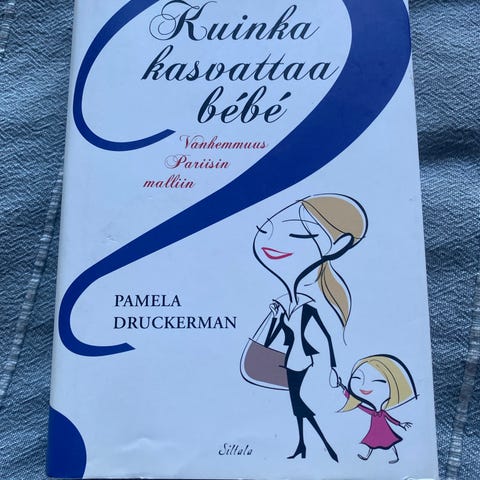 Kuinka
kasvattaa
bébé
Vanhemmuus
Pariisin
malliin
PAMELA
DRUCKERMAN
Siltala